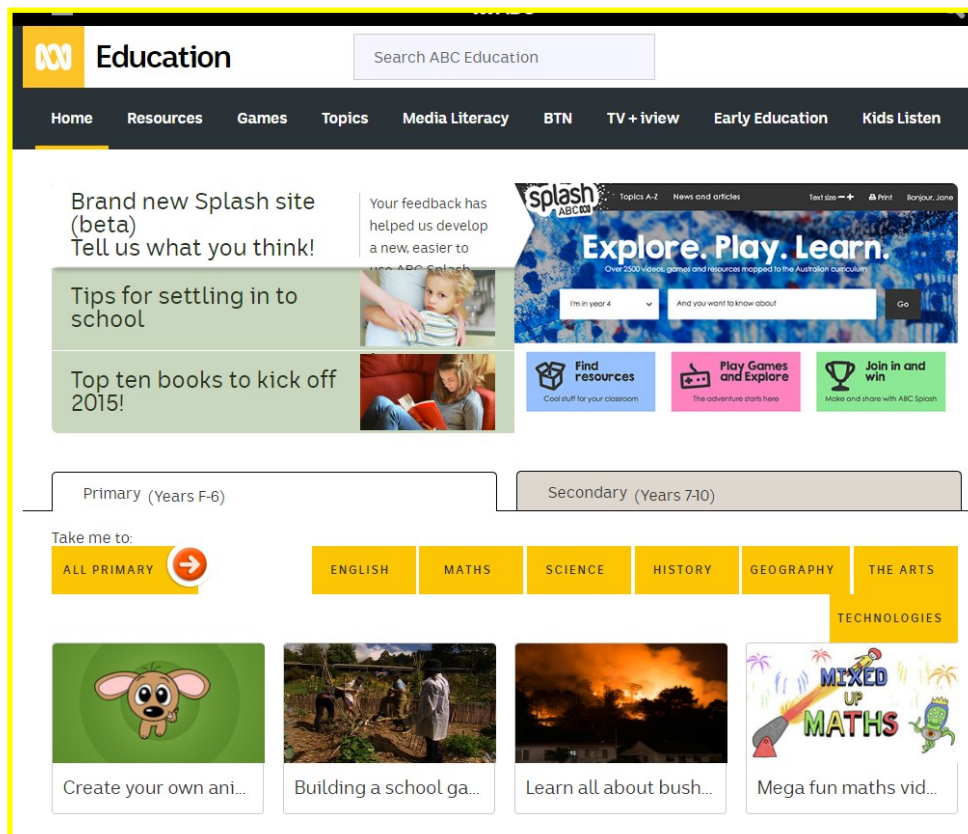 Education
Search ABC Education
Home Resources Games Topics Media Literacy BTN TV + iview Early Education Kids Listen
Brand new Splash site
(beta)
Tell us what you think!
Your feedback has
helped us develop
a new, easier to
use ABC Splash
Tips for settling in to
school
Top ten books to kick off
2015!
splash
ABC
Topics A-Z News and articles Text size Print Bonjour, Jane
Explore. Play. Learn.
Over 2500 videos, games and resources mapped to the Australian curriculum
I'm in year 4 And you want to know about Go
Find
resources
Cool stuff for your classroom
Play Games
and Explore
The adventure starts here
Join in and
win
Make and share with ABC Splash
Primary (Years F-6)
Secondary (Years 7-10)
Take me to:
ALL PRIMARY ENGLISH MATHS SCIENCE HISTORY GEOGRAPHY THE ARTS
TECHNOLOGIES
MIXED
UP
MATHS
Create your own ani...
Building a school ga...
Learn all about bush...
Mega fun maths vid...